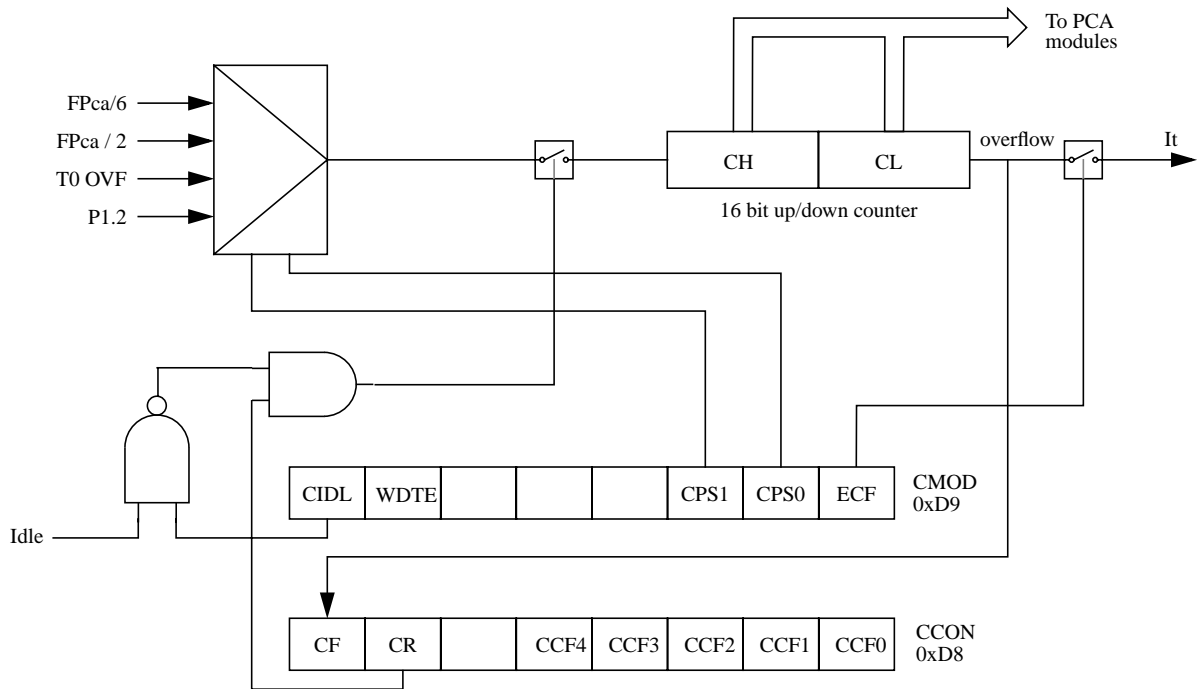 To PCA
modules
FPca/6
FPca / 2
T0 OVF
P1.2
CH
CL
overflow
It
16 bit up/down counter
CIDL
WDTE
CPS1
CPS0
ECF
CMOD
0xD9
Idle
CF
CR
CCF4
CCF3
CCF2
CCF1
CCF0
CCON
0xD8